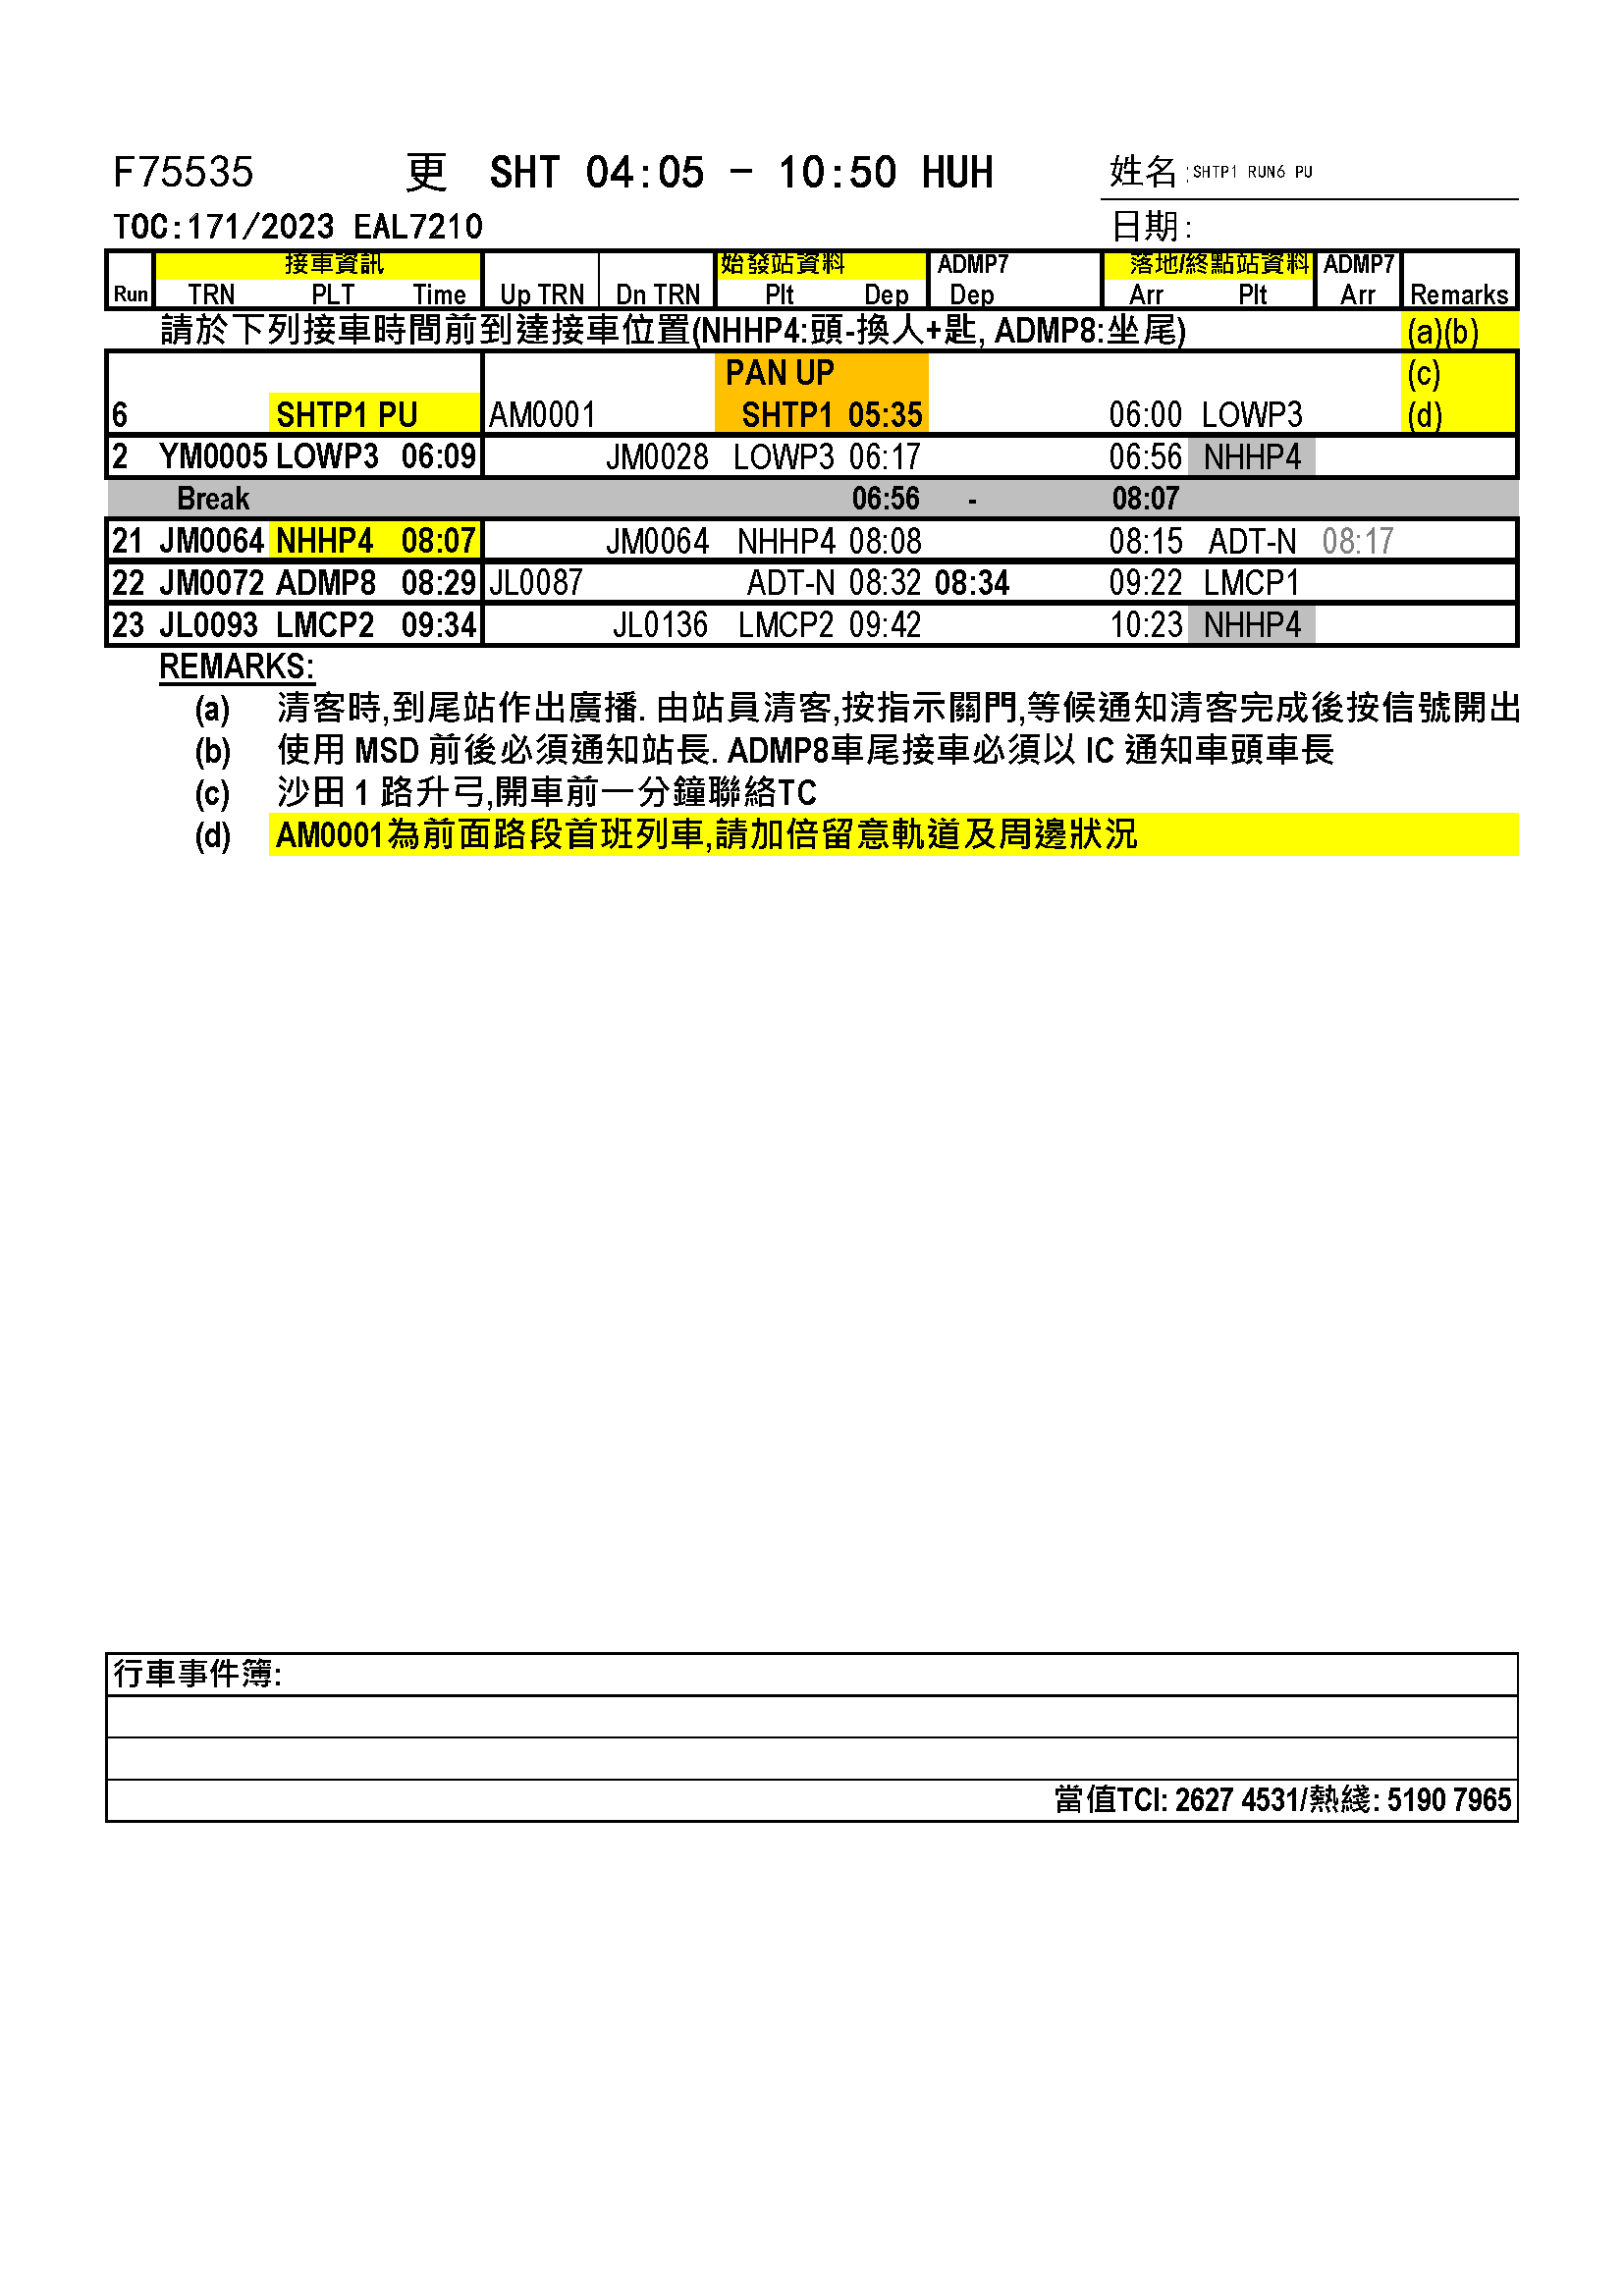 F75535 更 SHT 04:05 - 10:50 HUH 姓名:SHTP1 RUN6 PU
TOC:171/2023 EAL7210 日期:
接車資訊 始發站資料 ADMP7 落地/終點站資料 ADMP7
Run TRN PLT Time Up TRN Dn TRN Plt Dep Dep Arr Plt Arr Remarks
請於下列接車時間前到達接車位置(NHHP4:頭-換人+匙, ADMP8:坐尾) (a)(b)
PAN UP (c)
6 SHTP1 PU AM0001 SHTP1 05:35 06:00 LOWP3 (d)
2 YM0005 LOWP3 06:09 JM0028 LOWP3 06:17 06:56 NHHP4
Break 06:56 - 08:07
21 JM0064 NHHP4 08:07 JM0064 NHHP4 08:08 08:15 ADT-N 08:17
22 JM0072 ADMP8 08:29 JL0087 ADT-N 08:32 08:34 09:22 LMCP1
23 JL0093 LMCP2 09:34 JL0136 LMCP2 09:42 10:23 NHHP4
REMARKS:
(a) 清客時,到尾站作出廣播. 由站員清客,按指示關門,等候通知清客完成後按信號開出
(b) 使用 MSD 前後必須通知站長. ADMP8車尾接車必須以 IC 通知車頭車長
(c) 沙田 1 路升弓,開車前一分鐘聯絡TC
(d) AM0001為前面路段首班列車,請加倍留意軌道及周邊狀況
行車事件簿:
當值TCI: 2627 4531/熱綫: 5190 7965